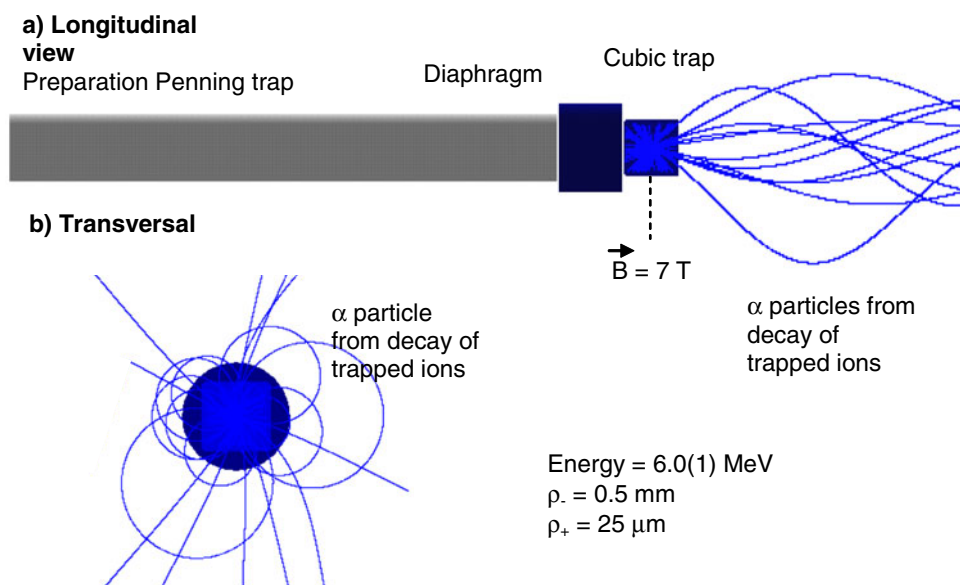 a) Longitudinal
view
Preparation Penning trap
Diaphragm
Cubic trap
b) Transversal
B = 7 T
α particle
from decay of
trapped ions
α particles from
decay of
trapped ions
Energy = 6.0(1) MeV
ρ- = 0.5 mm
ρ+ = 25 μm